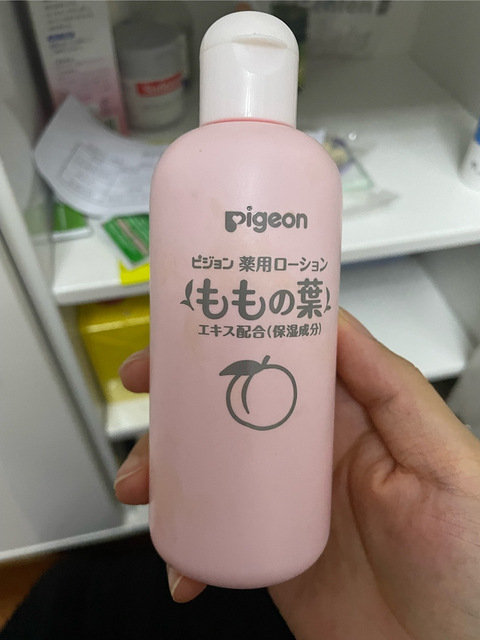 Pigeon
ピジョン 薬用ローション
ももの葉
エキス配合(保湿成分)